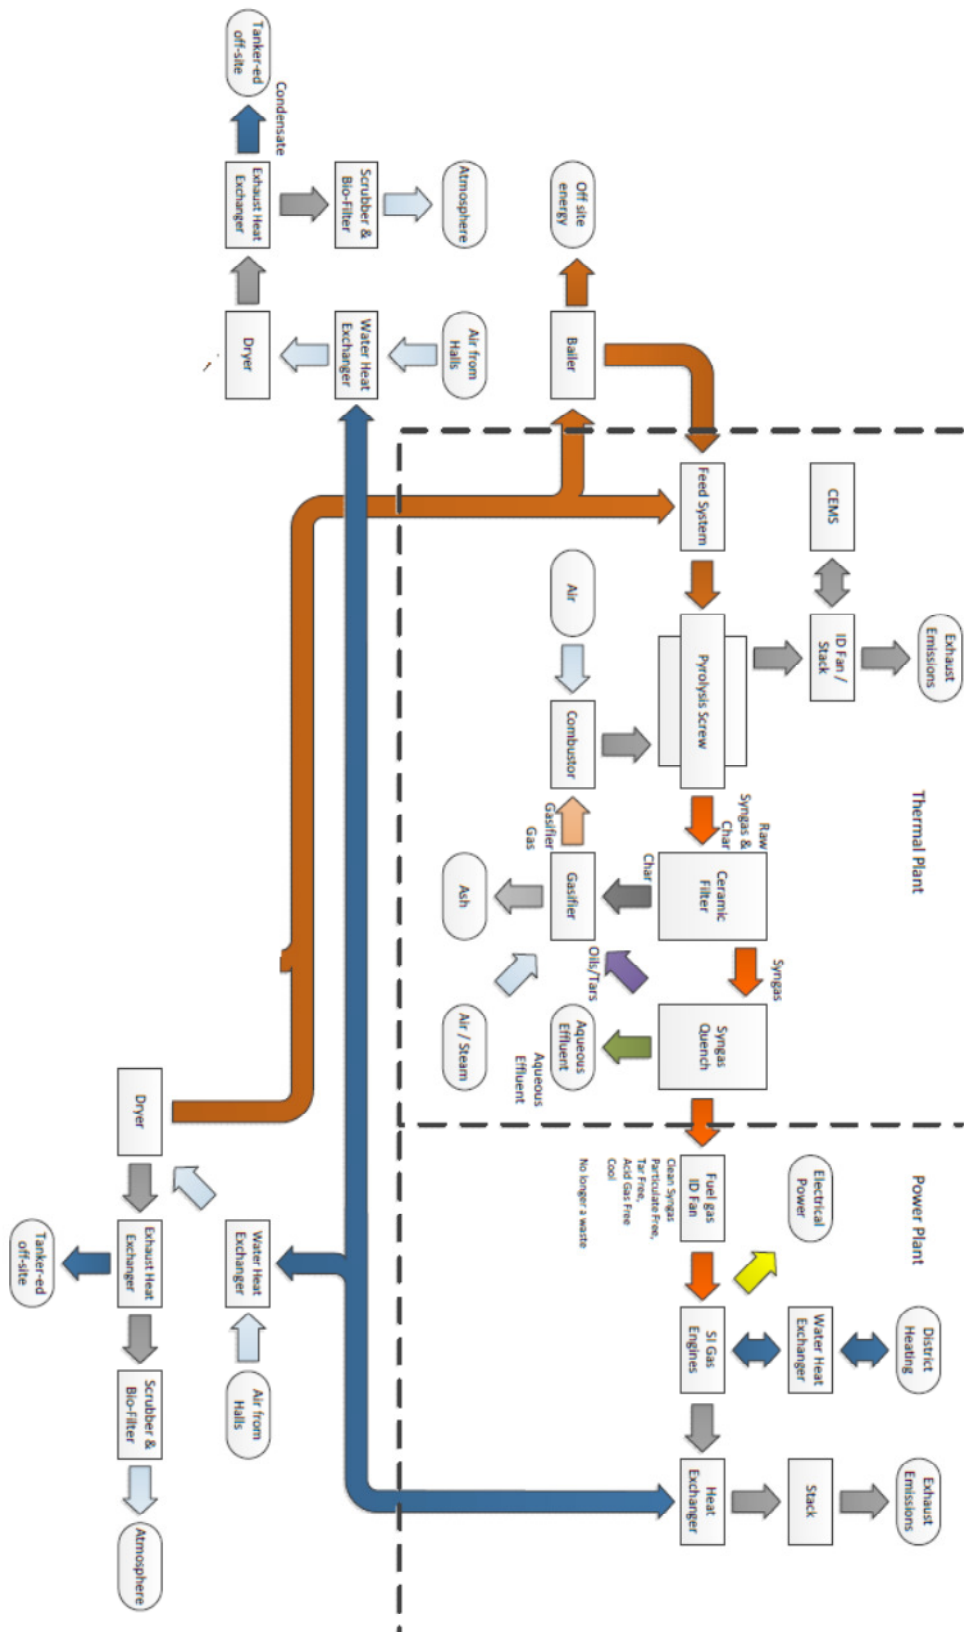 Exhaust
Emissions
Thermal Plant
Power Plant
District
Heating
Exhaust
Emissions
CEMS
ID Fan /
Stack
Electrical
Power
Water Heat
Exchanger
Stack
Feed System
Pyrolysis Screw
Raw
Syngas &
Char
Ceramic
Filter
Syngas
Syngas
Quench
Fuel gas
ID Fan
SI Gas
Engines
Heat
Exchanger
Clean Syngas
Particulate Free,
Tar Free,
Acid Gas Free
Cool
No longer a waste
Char
Off site
energy
Bailer
Air
Combustor
Gasifier
Gas
Gasifier
Oils/Tars
Aqueous
Effluent
Aqueous
Effluent
Atmosphere
Air from
Halls
Ash
Air / Steam
Scrubber &
Bio-Filter
Water Heat
Exchanger
Condensate
Tanker-ed
off-site
Exhaust Heat
Exchanger
Dryer
Water Heat
Exchanger
Air from
Halls
Dryer
Exhaust Heat
Exchanger
Scrubber &
Bio-Filter
Atmosphere
Tanker-ed
off-site